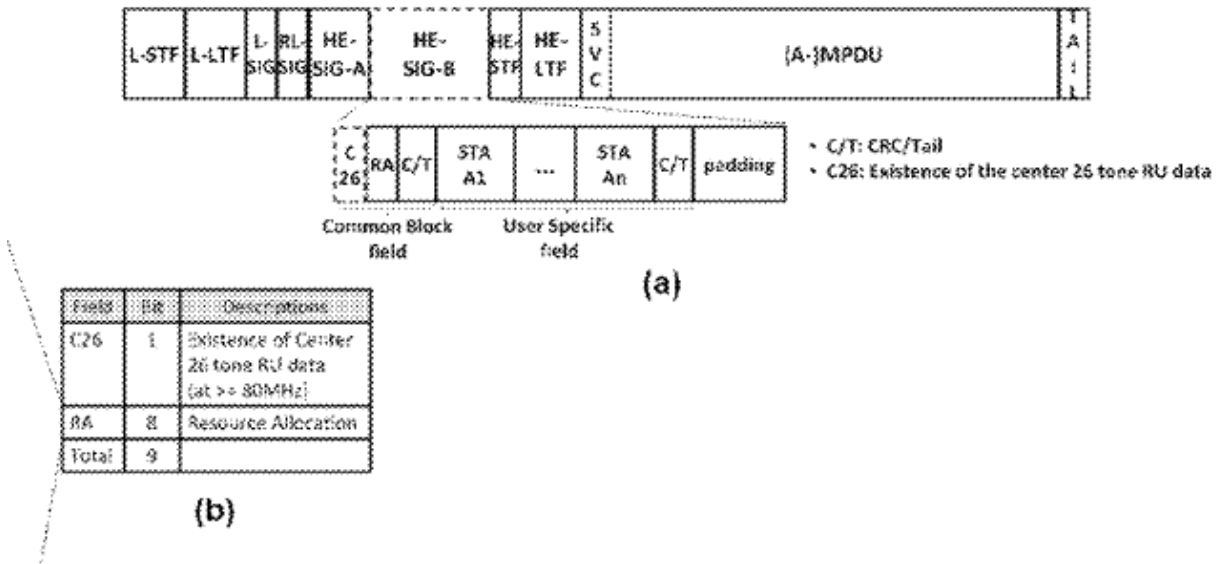 L-STF L-LTF L-SIG RL-SIG HE-SIG-A HE-SIG-B HE-STF HE-LTF SVC (A-)MPDU TAIL
C26 RA C/T STA A1 ... STA An C/T padding
• C/T: CRC/Tail
• C26: Existence of the center 26 tone RU data
Common Block field
User Specific field
(a)
Field Bit Descriptions
C26 1 Existence of Center
26 tone RU data
(at >= 80MHz)
RA 8 Resource Allocation
Total 9
(b)